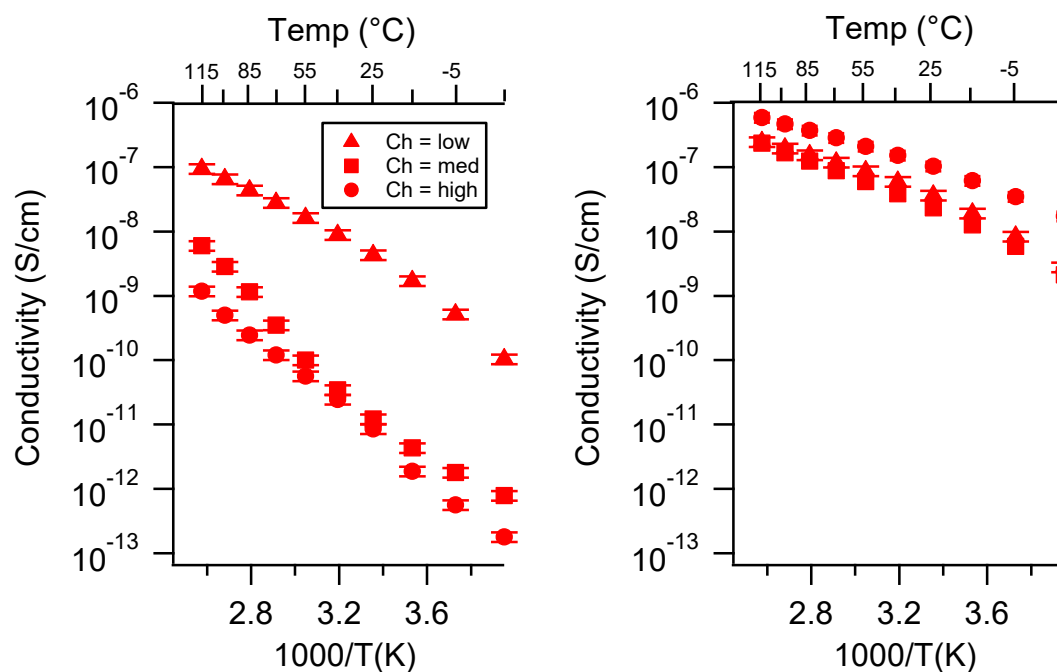 Temp (°C)
115 85 55 25 -5
10-6
10-7
10-8
10-9
10-10
10-11
10-12
10-13
Conductivity (S/cm)
Ch = low
Ch = med
Ch = high
2.8 3.2 3.6
1000/T(K)
Temp (°C)
115 85 55 25 -5
10-6
10-7
10-8
10-9
10-10
10-11
10-12
10-13
Conductivity (S/cm)
2.8 3.2 3.6
1000/T(K)